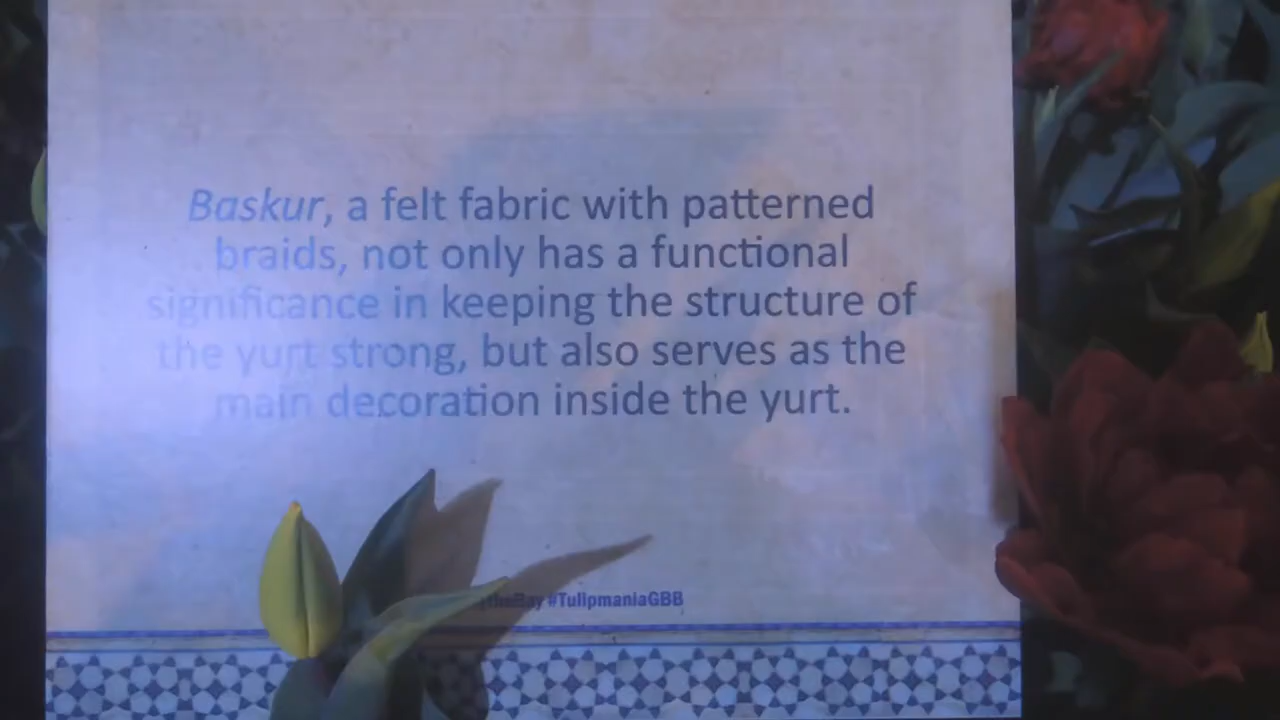 Baskur, a felt fabric with patterned
braids, not only has a functional
significance in keeping the structure of
the yurt strong, but also serves as the
main decoration inside the yurt.
#TulipmaniaGBB